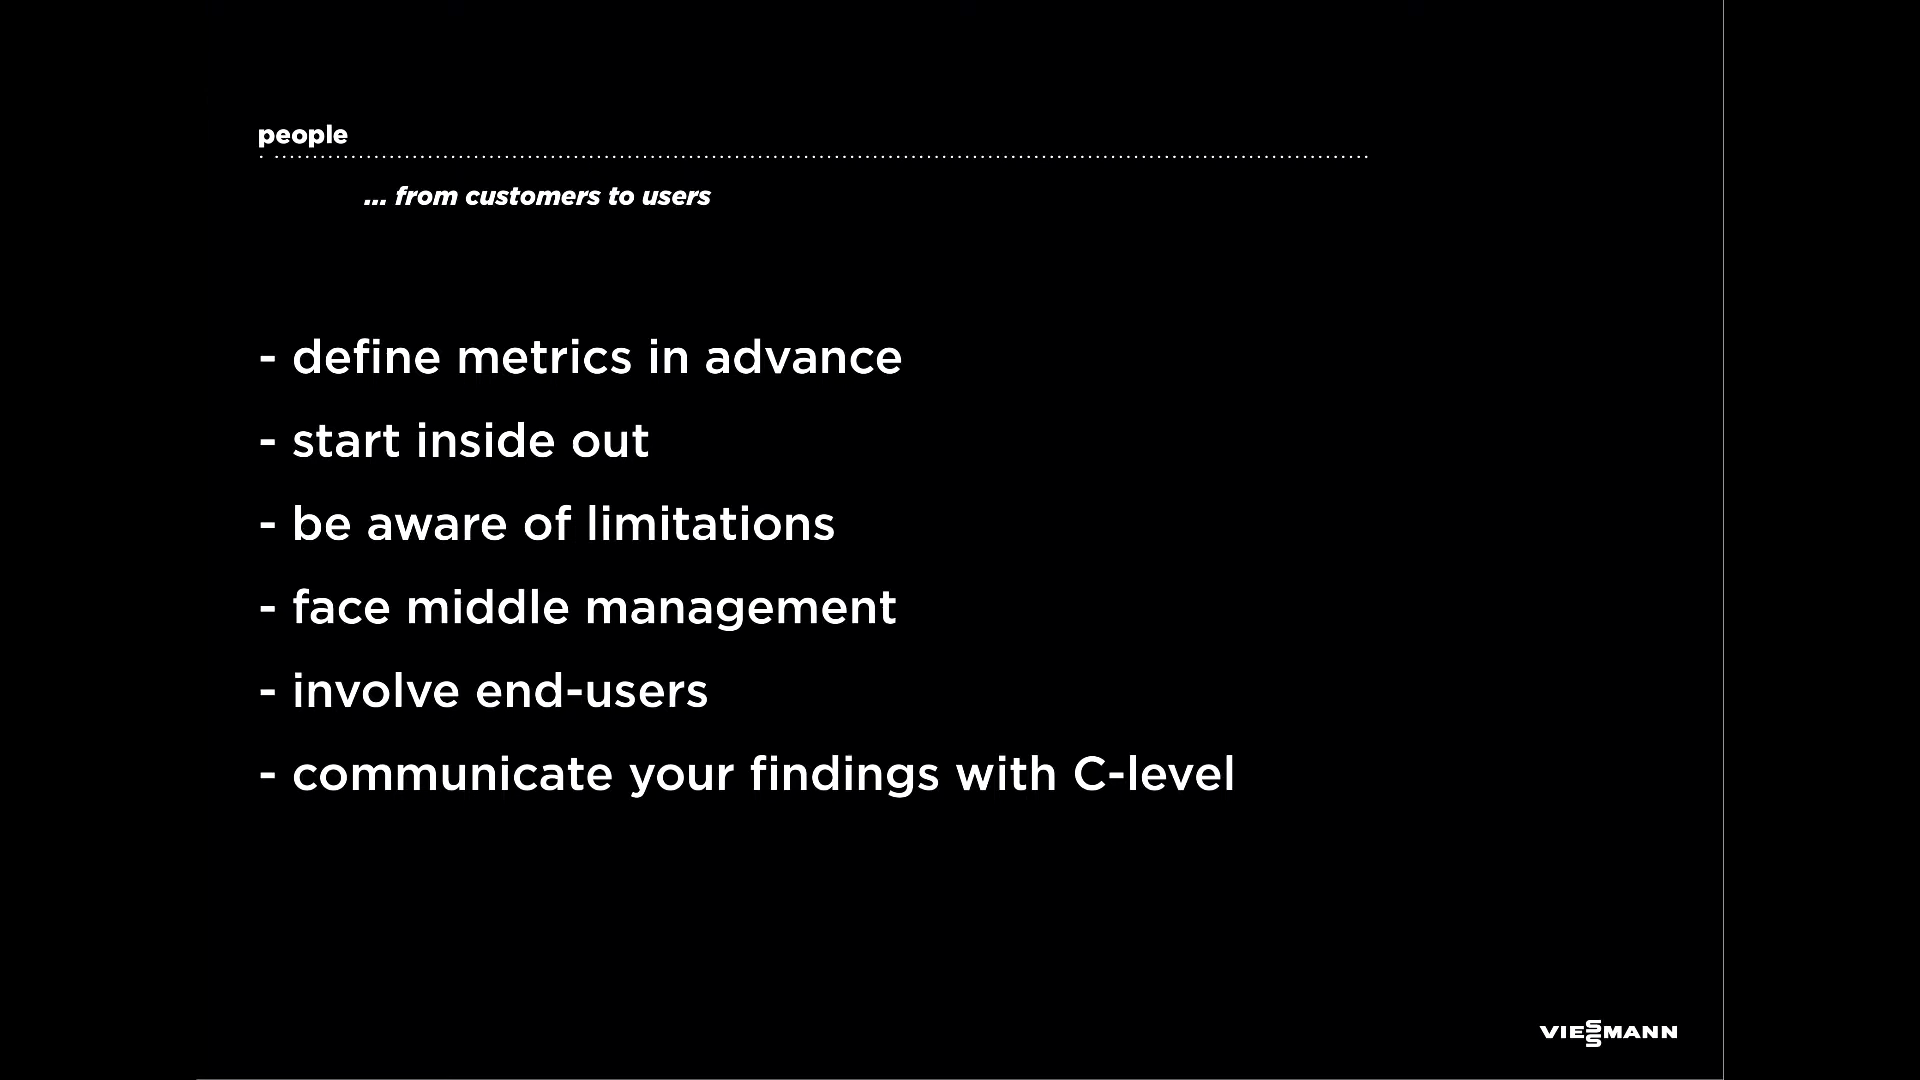 people
... from customers to users
- define metrics in advance
- start inside out
- be aware of limitations
- face middle management
- involve end-users
- communicate your findings with C-level
VIESSMANN